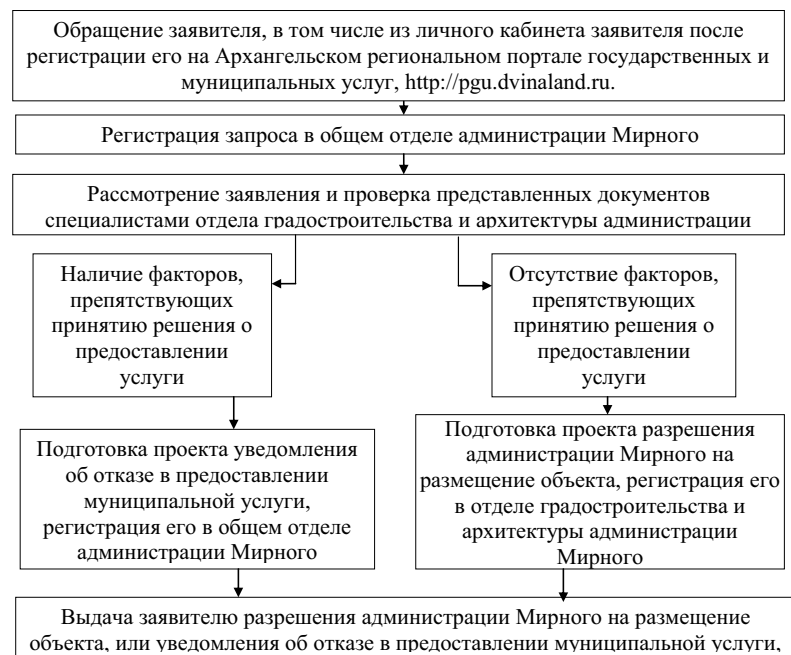 Обращение заявителя, в том числе из личного кабинета заявителя после
регистрации его на Архангельском региональном портале государственных и
муниципальных услуг, http://pgu.dvinaland.ru.
Регистрация запроса в общем отделе администрации Мирного
Рассмотрение заявления и проверка представленных документов
специалистами отдела градостроительства и архитектуры администрации
Наличие факторов,
препятствующих
принятию решения о
предоставлении
услуги
Отсутствие факторов,
препятствующих
принятию решения о
предоставлении
услуги
Подготовка проекта уведомления
об отказе в предоставлении
муниципальной услуги,
регистрация его в общем отделе
администрации Мирного
Подготовка проекта разрешения
администрации Мирного на
размещение объекта, регистрация его
в отделе градостроительства и
архитектуры администрации
Мирного
Выдача заявителю разрешения администрации Мирного на размещение
объекта, или уведомления об отказе в предоставлении муниципальной услуги,